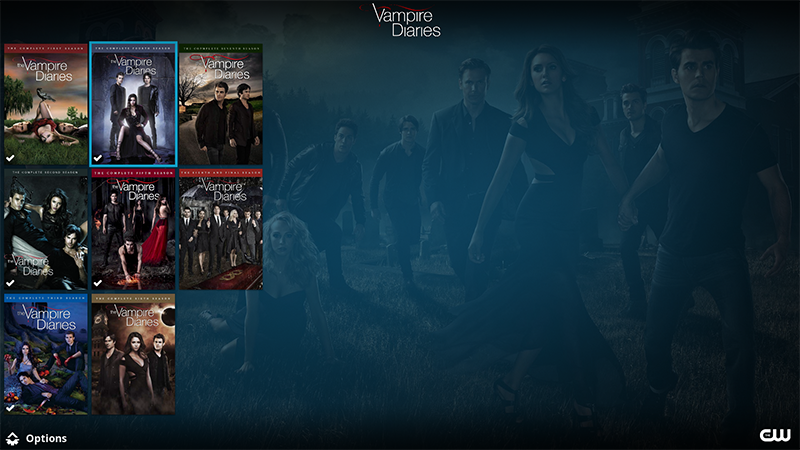 Vampire
Diaries
THE COMPLETE FIRST SEASON
the
Vampire
Diaries
THE COMPLETE FOURTH SEASON
the
Vampire
Diaries
THE COMPLETE SEVENTH SEASON
the
Vampire
Diaries
THE COMPLETE SECOND SEASON
the
Vampire
Diaries
THE COMPLETE FIFTH SEASON
the
Vampire
Diaries
THE EIGHTH AND FINAL SEASON
the
Vampire
Diaries
THE COMPLETE THIRD SEASON
the
Vampire
Diaries
THE COMPLETE SIXTH SEASON
the
Vampire
Diaries
Options
CW